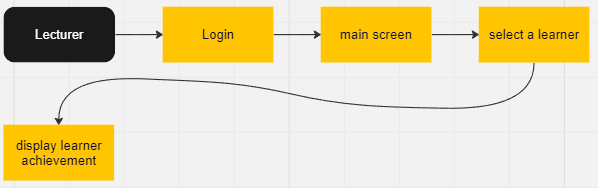 Lecturer
Login
main screen
select a learner
display learner
achievement